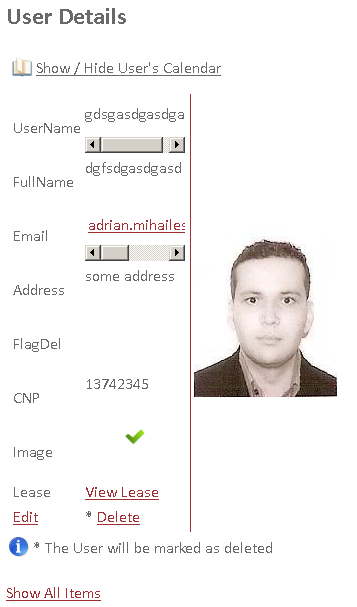 User Details
Show / Hide User's Calendar
UserName gdsgasdgasdga
FullName dgfsdgasdgasd
Email adrian.mihailes
Address some address
FlagDel
CNP 13742345
Image
Lease View Lease
Edit * Delete
* The User will be marked as deleted
Show All Items